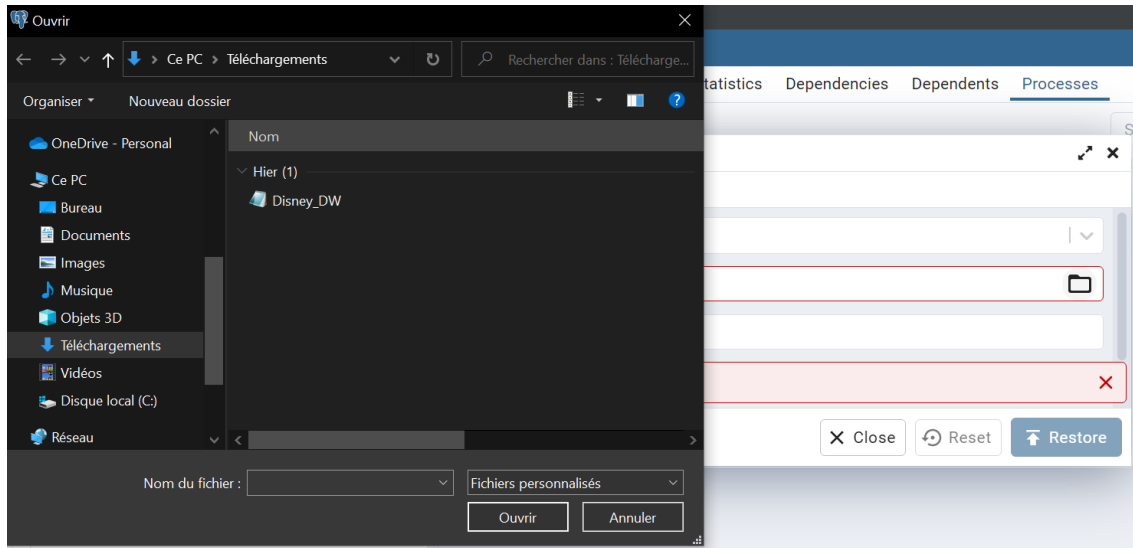 Ouvrir
Ce PC > Téléchargements
Rechercher dans : Télécharge...
Organiser
Nouveau dossier
OneDrive - Personal
Ce PC
Bureau
Documents
Images
Musique
Objets 3D
Téléchargements
Vidéos
Disque local (C:)
Réseau
Nom
Hier (1)
Disney_DW
Nom du fichier :
Fichiers personnalisés
Ouvrir
Annuler
tatistics
Dependencies
Dependents
Processes
S
Close
Reset
Restore